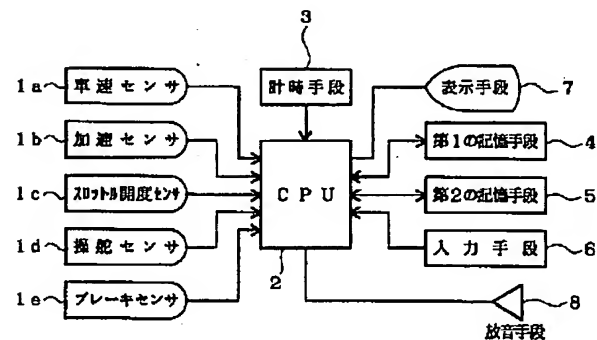 3
1a 車速センサ
1b 加速センサ
1c スロットル開度センサ
1d 操舵センサ
1e ブレーキセンサ
計時手段
CPU
2
表示手段 7
第1の記憶手段 4
第2の記憶手段 5
入力手段 6
8
放音手段